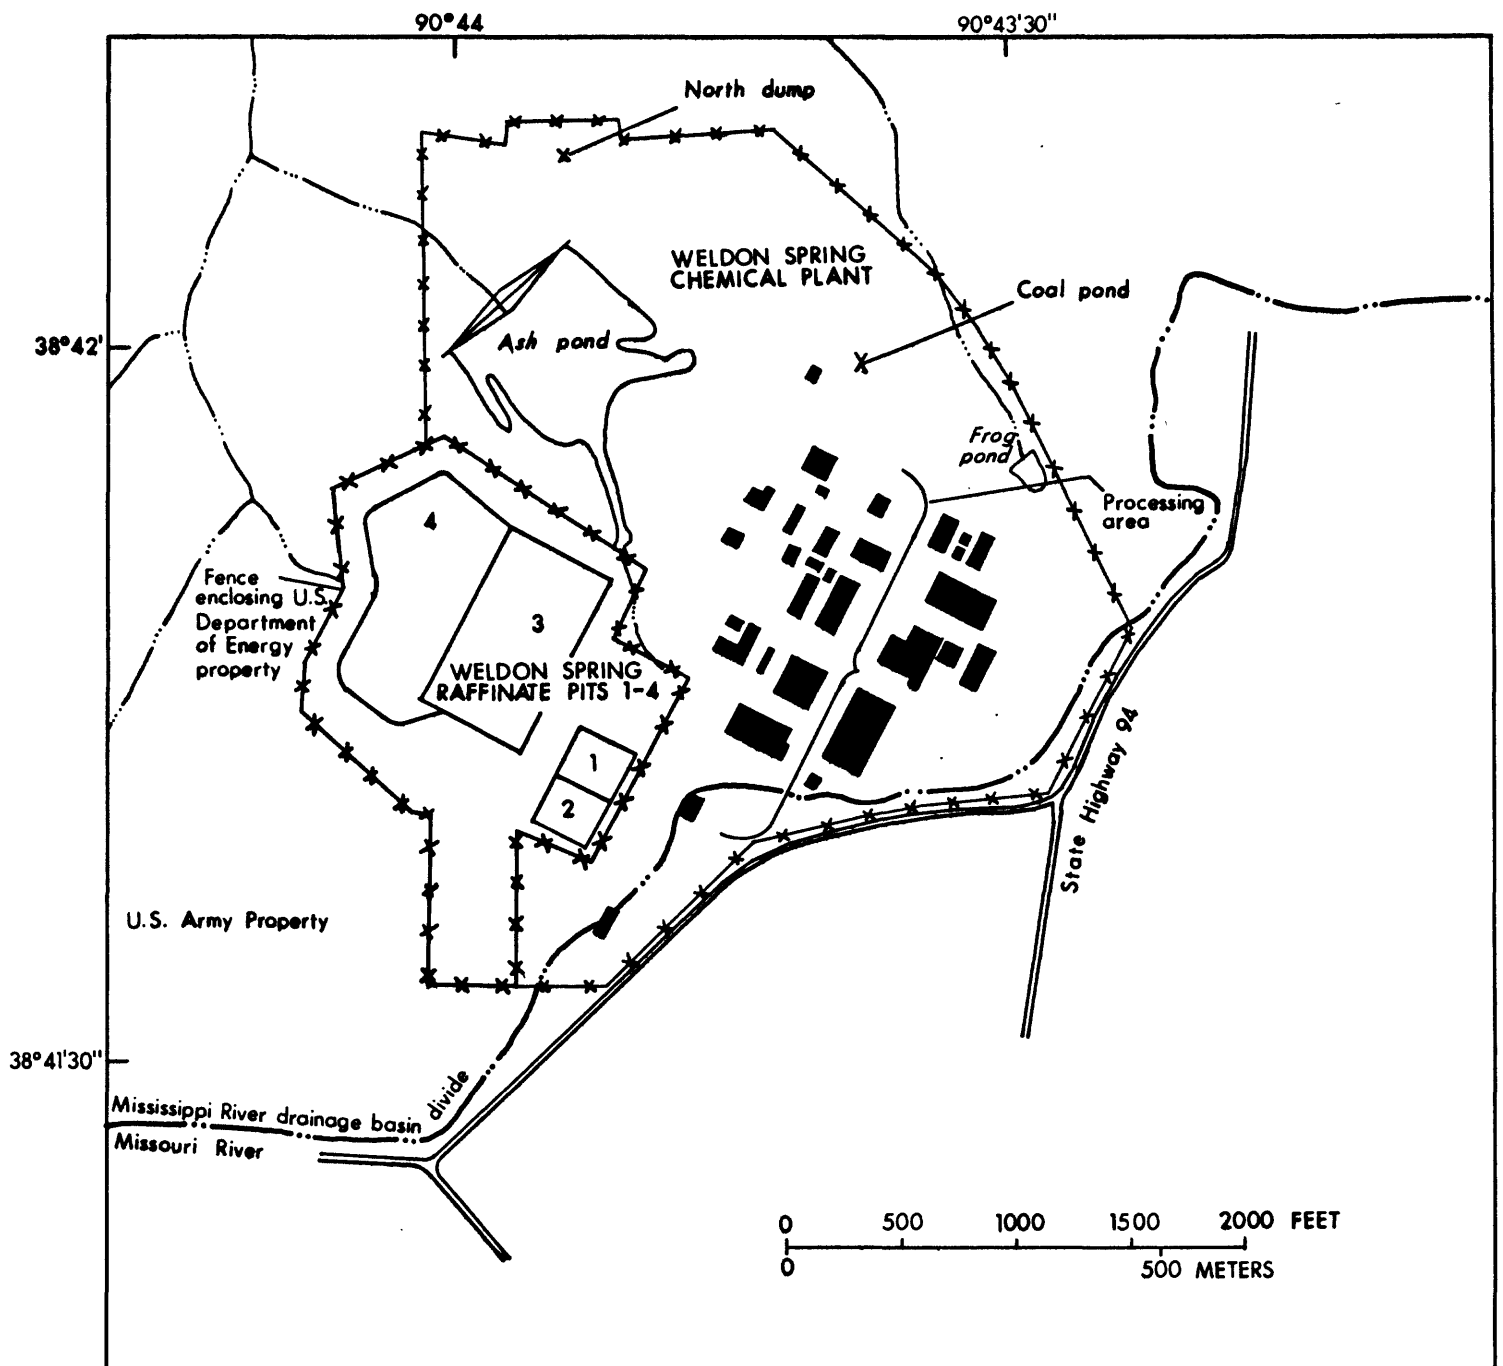 90°44
90°43'30"
North dump
WELDON SPRING
CHEMICAL PLANT
Coal pond
38°42'
Ash pond
Frog
pond
Processing
area
4
Fence
enclosing U.S.
Department
of Energy
property
3
WELDON SPRING
RAFFINATE PITS 1-4
1
2
State Highway 94
U.S. Army Property
38°41'30"
Mississippi River drainage basin divide
Missouri River
0 500 1000 1500 2000 FEET
0 500 METERS